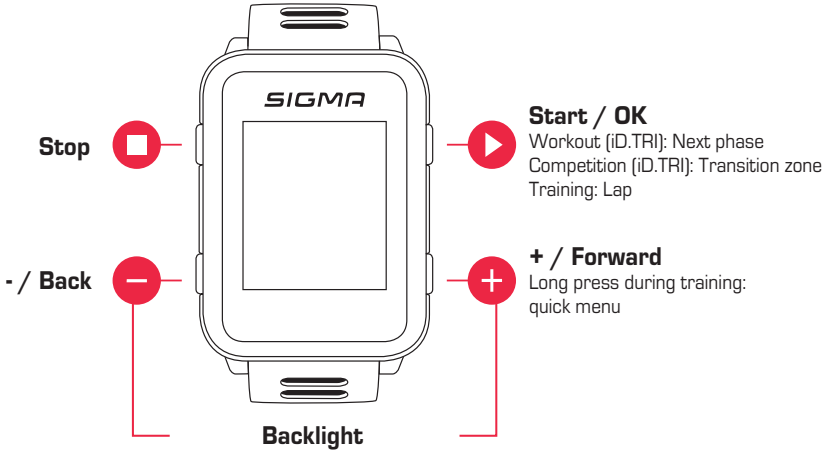 SIGMA
Stop
Start / OK
Workout (iD.TRI): Next phase
Competition (iD.TRI): Transition zone
Training: Lap
- / Back
+ / Forward
Long press during training:
quick menu
Backlight